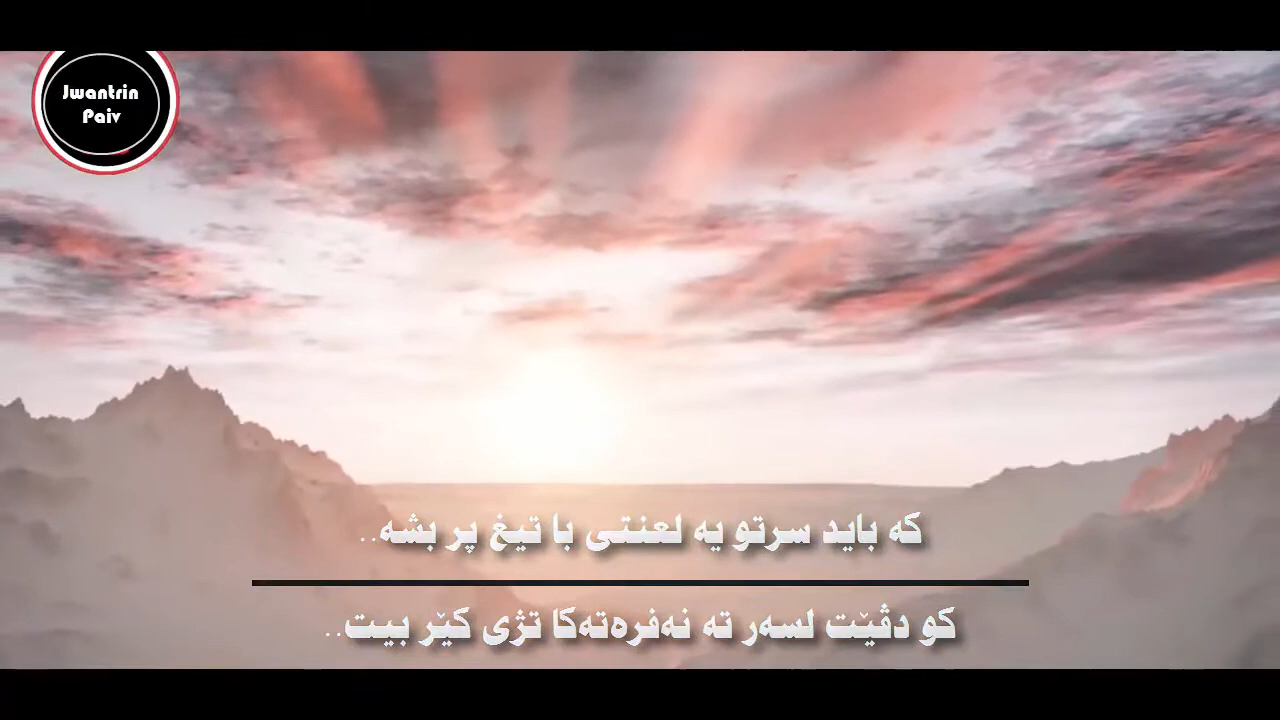 Jwantrin
Paiv
که باید سرتو یه لعنتی با تیغ پر بشه..
کو دڤێت لسەر تە نەفرەتەکا تژی کێر بیت..